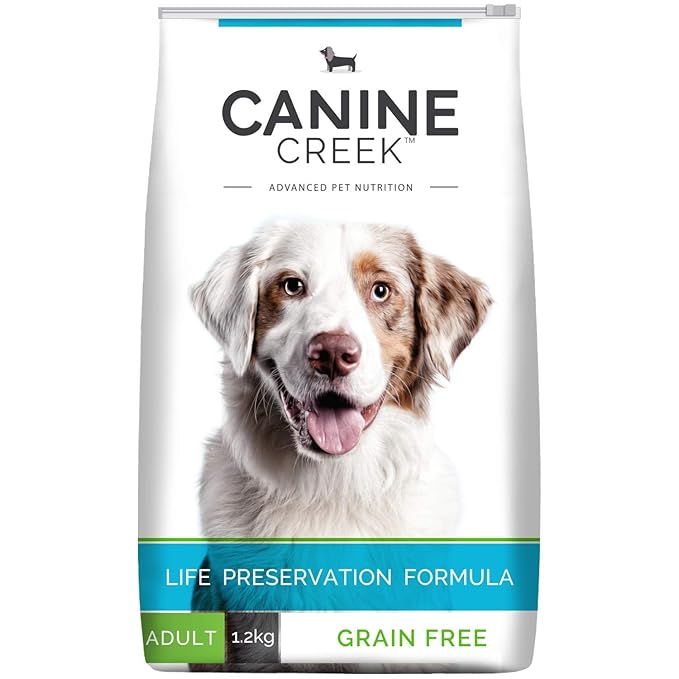 CANINE
CREEK™
ADVANCED PET NUTRITION
LIFE PRESERVATION FORMULA
ADULT 1.2kg GRAIN FREE